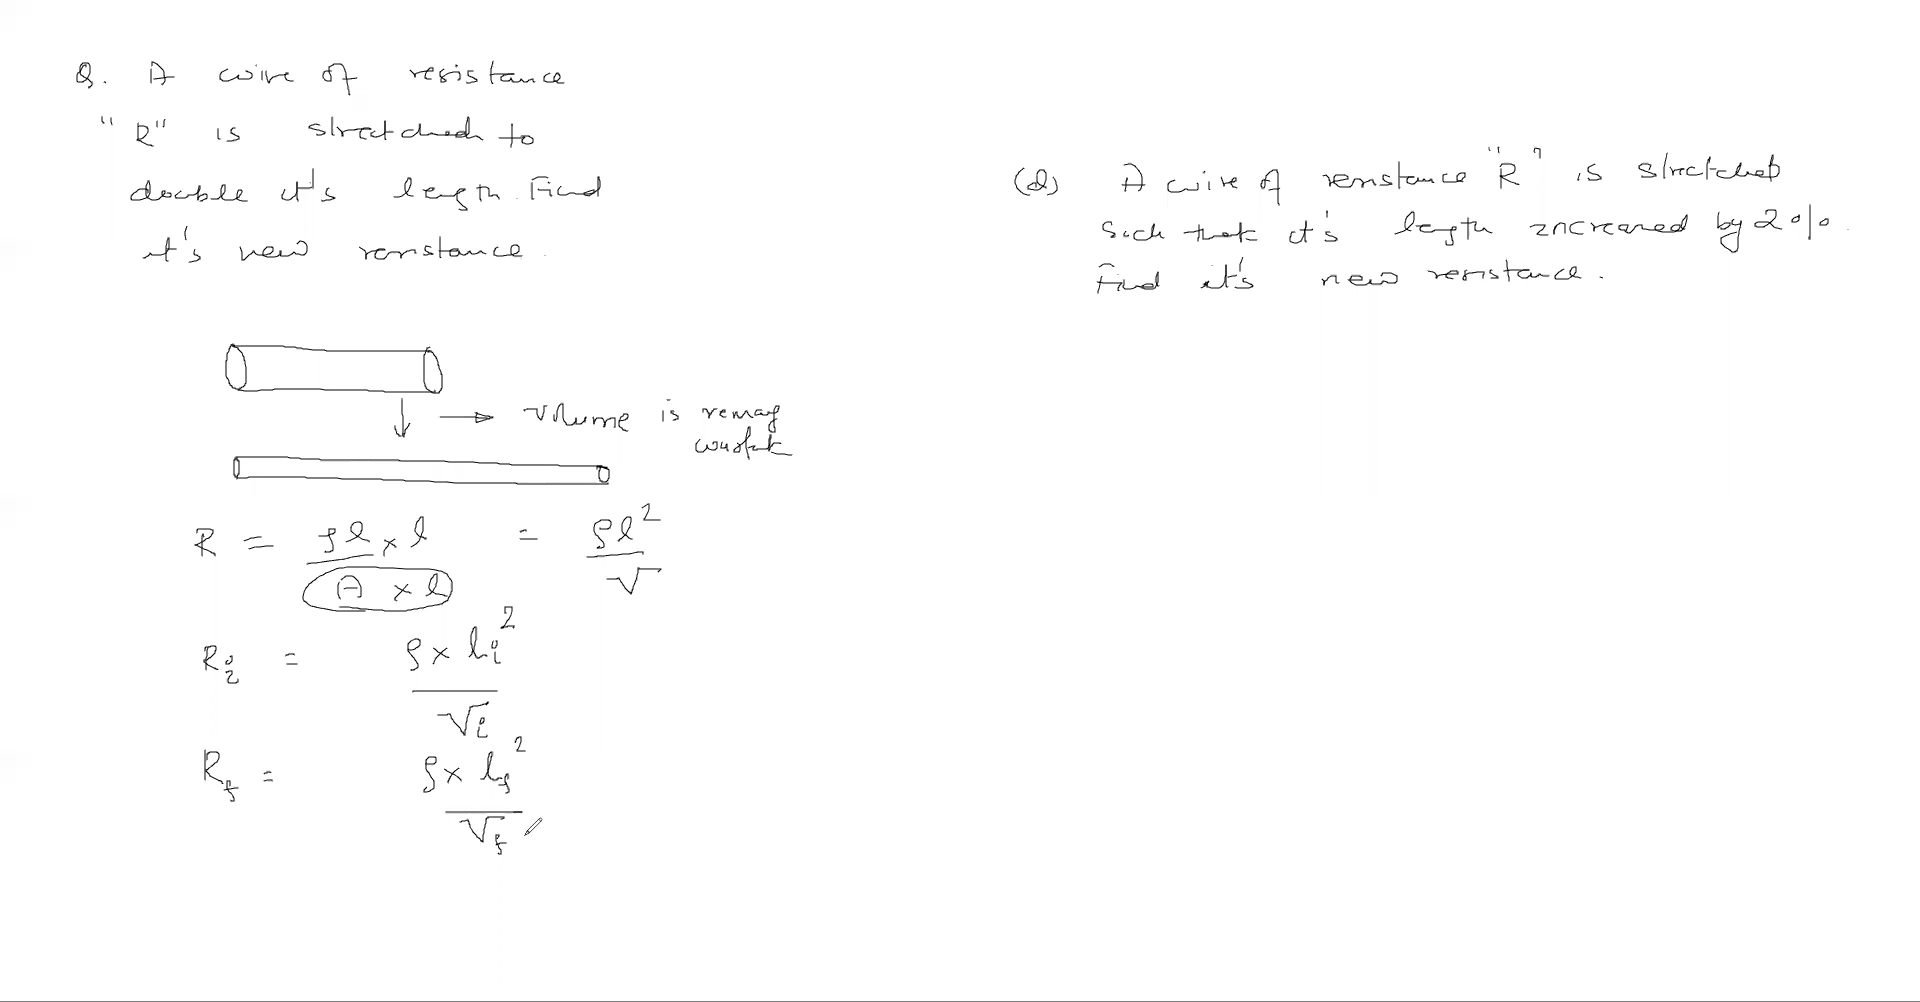 Q. A wire of resistance
"R" is stretched to
double it's length. Find
it's new resistance.
→ volume is remaing
constant
R = ρl × l / A × l = ρl² / V
Ri = ρ × li² / Vi
Rf = ρ × lf² / Vf
(Q) A wire of resistance "R" is stretched
such that it's length increased by 2%.
Find it's new resistance.